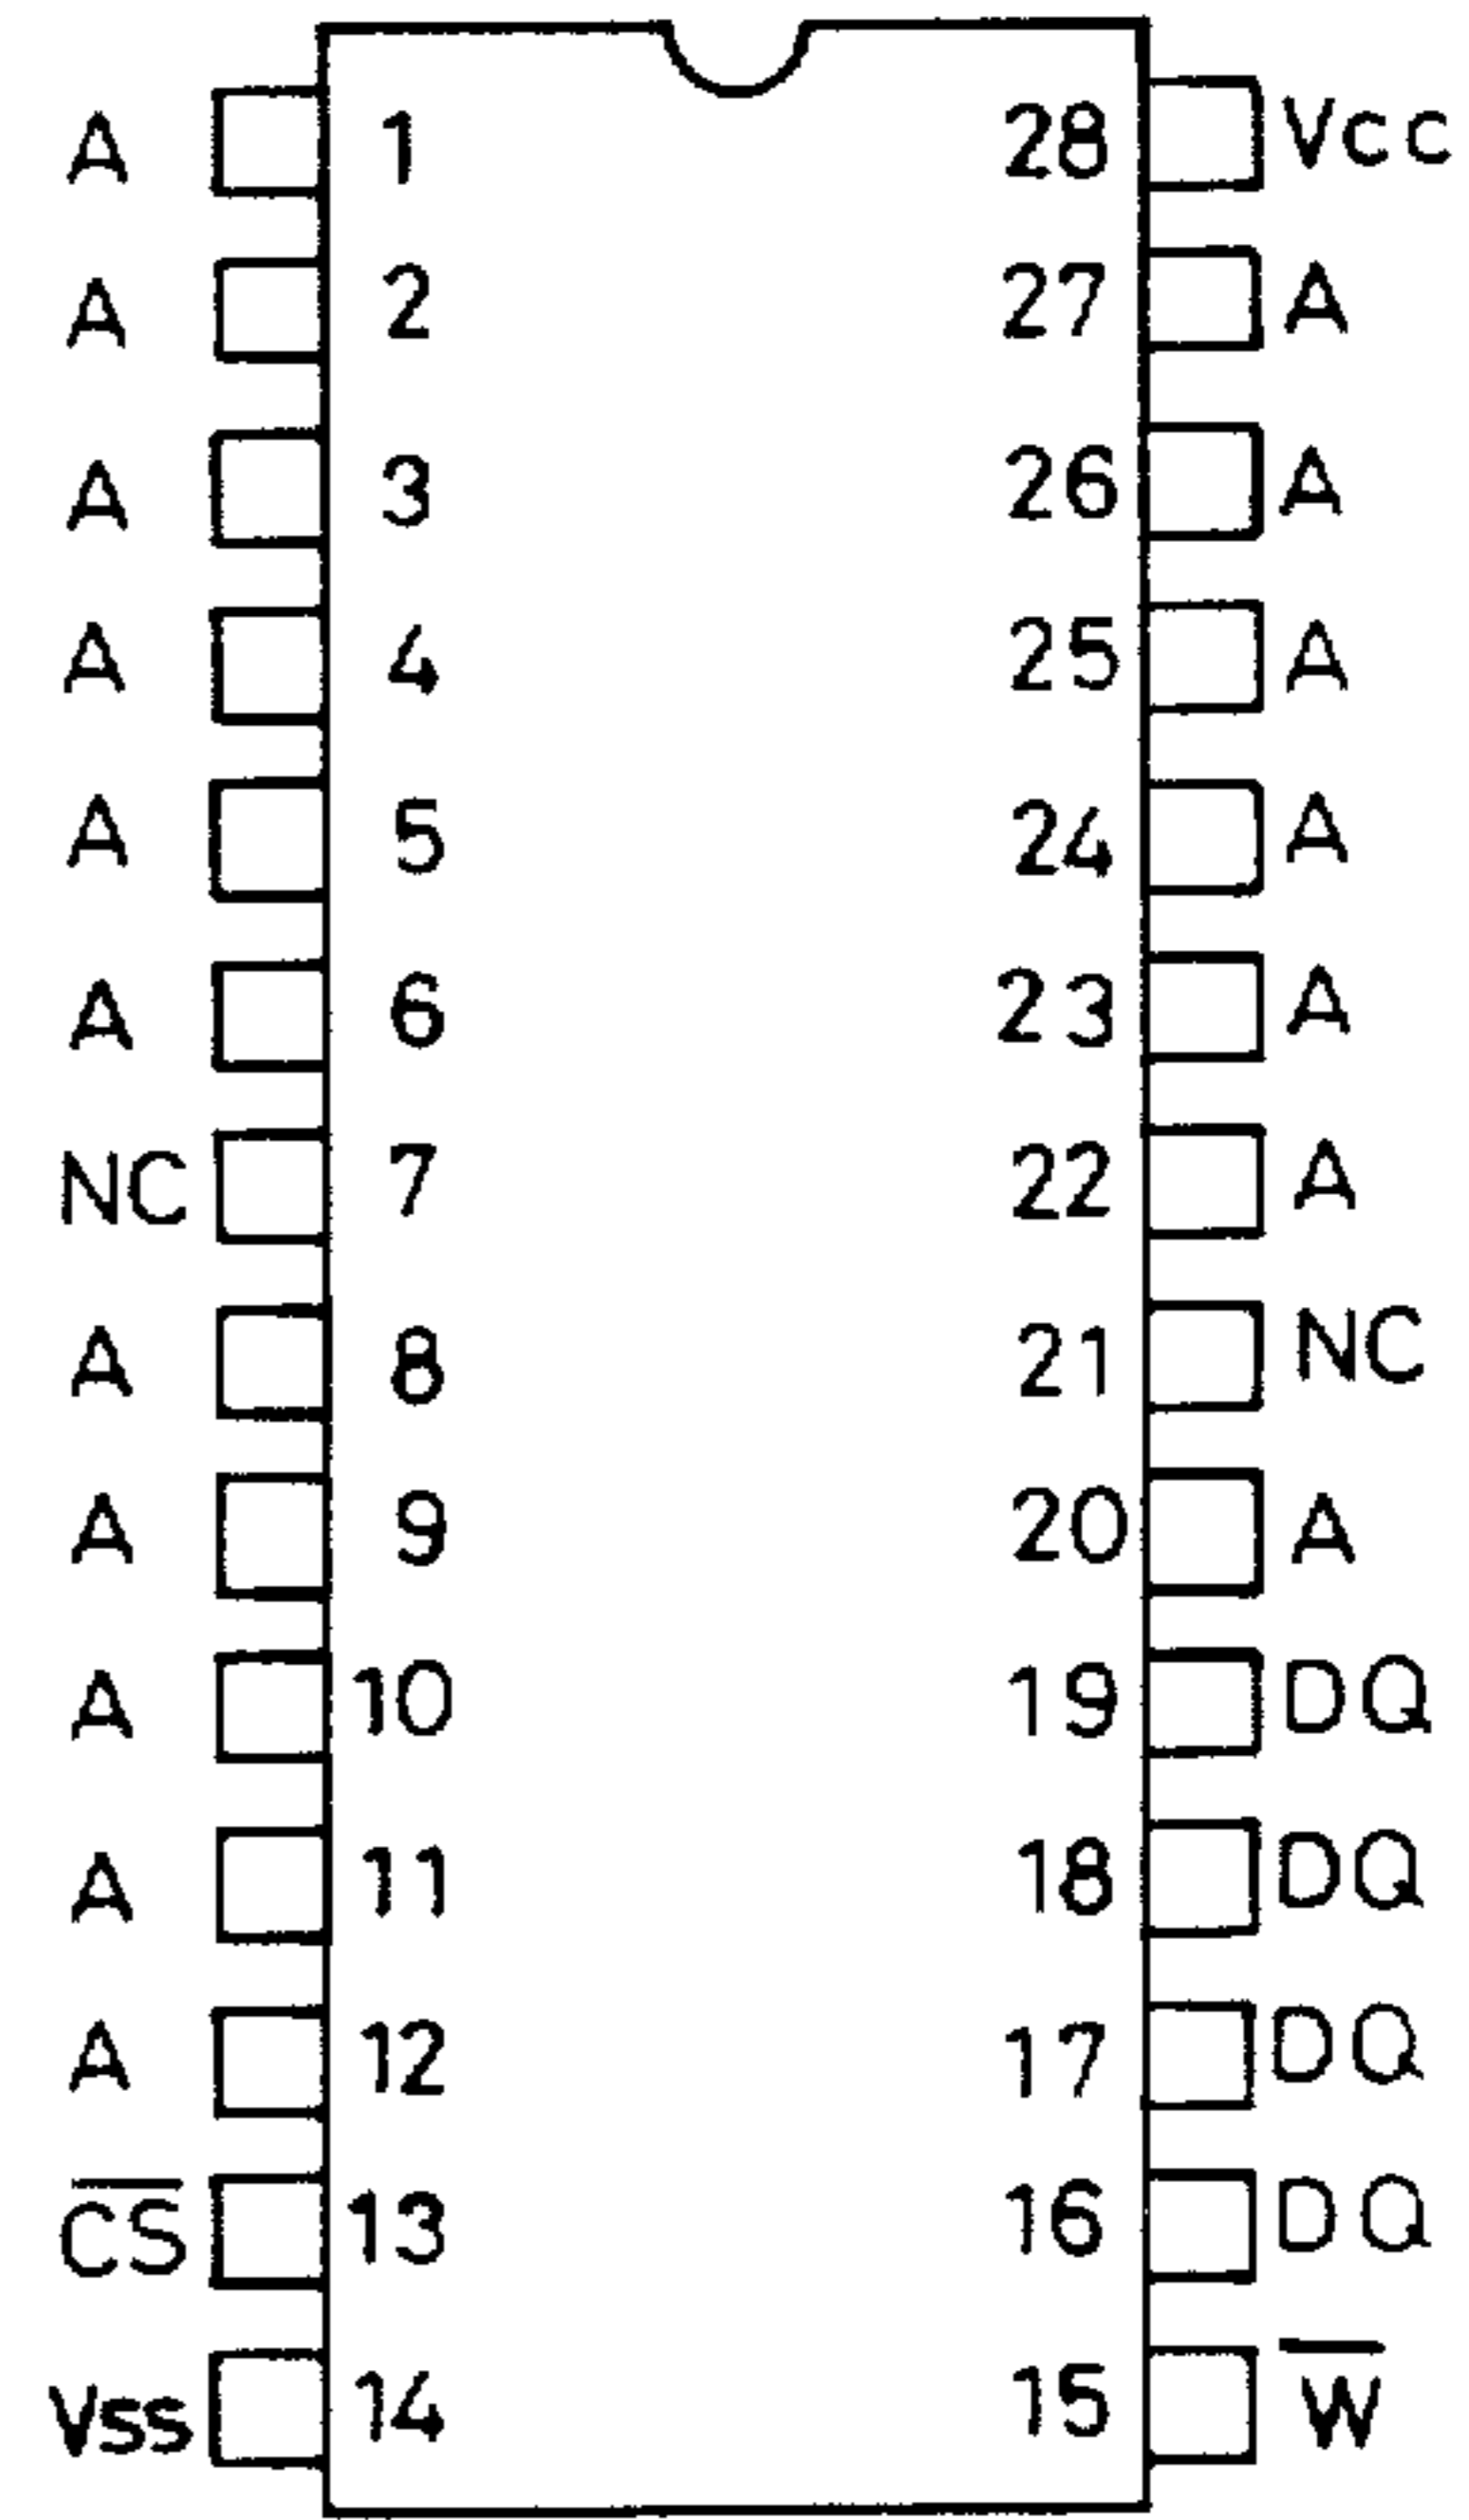 A 1 28 Vcc
A 2 27 A
A 3 26 A
A 4 25 A
A 5 24 A
A 6 23 A
NC 7 22 A
A 8 21 NC
A 9 20 A
A 10 19 DQ
A 11 18 DQ
A 12 17 DQ
C̅S̅ 13 16 DQ
Vss 14 15 W̅